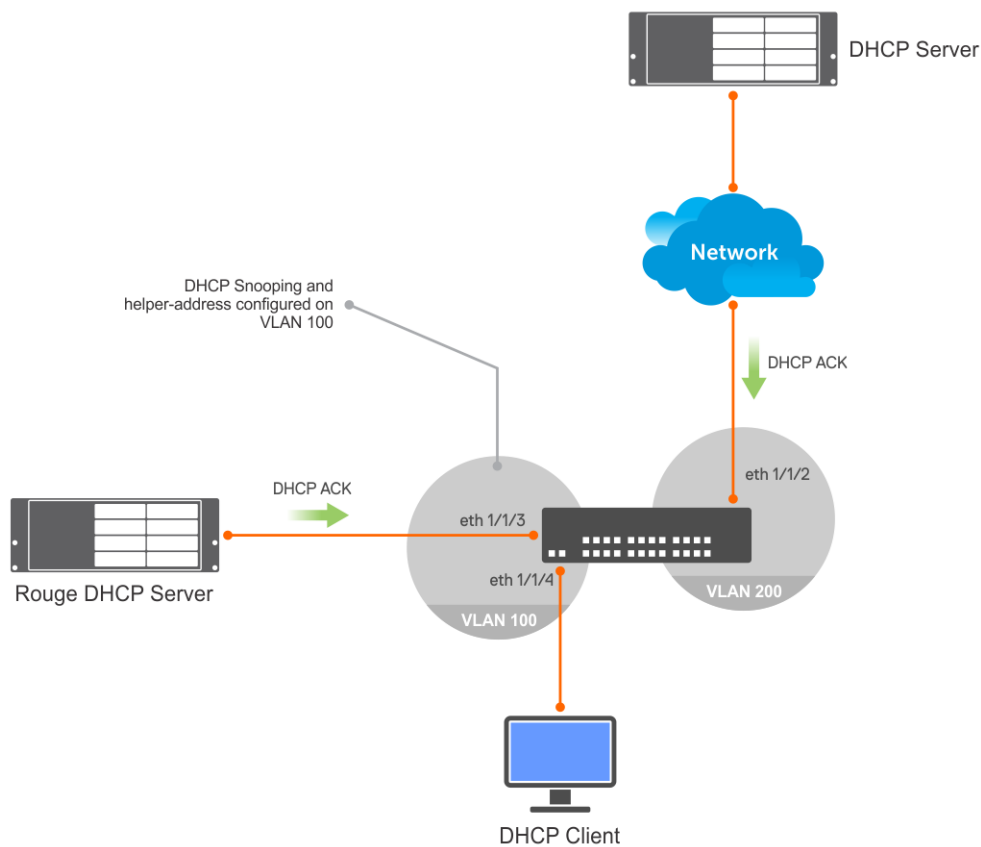 DHCP Server
Network
DHCP Snooping and
helper-address configured on
VLAN 100
DHCP ACK
eth 1/1/2
DHCP ACK
eth 1/1/3
Rouge DHCP Server
eth 1/1/4
VLAN 200
VLAN 100
DHCP Client